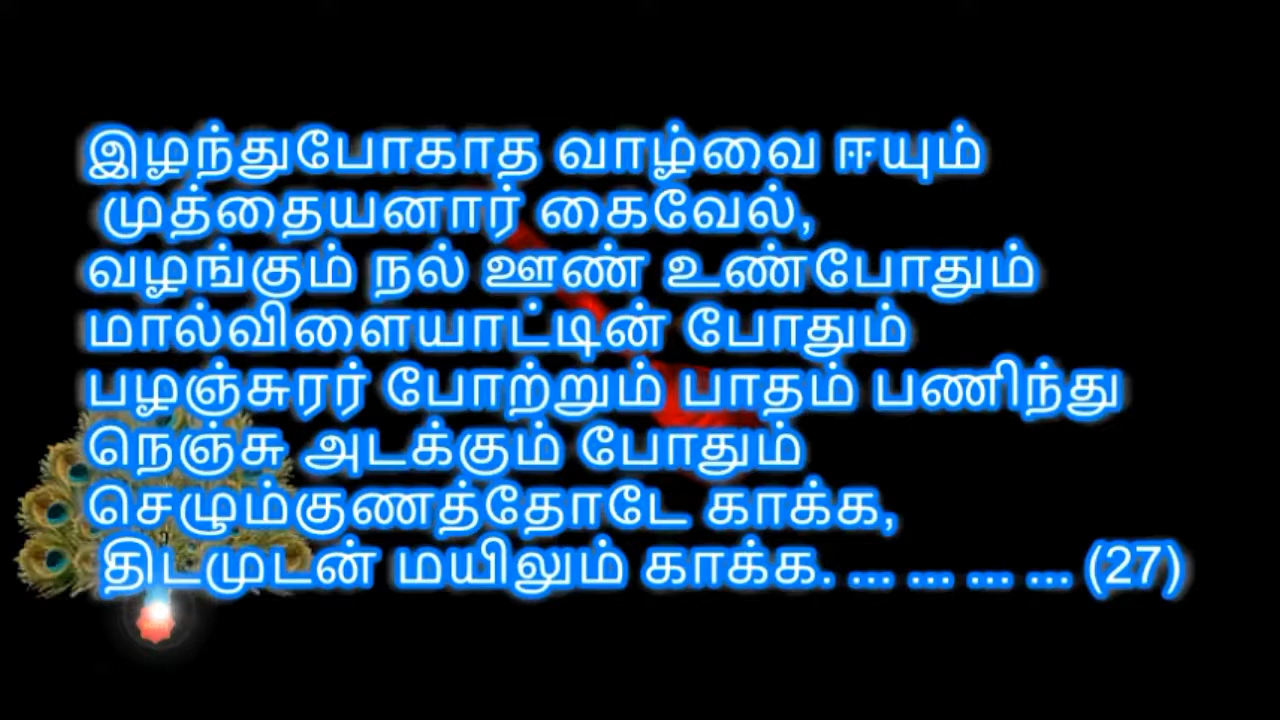 இழந்துபோகாத வாழ்வை ஈயும்
முத்தையனார் கைவேல்,
வழங்கும் நல் ஊண் உண்போதும்
மால்விளையாட்டின் போதும்
பழஞ்சுரர் போற்றும் பாதம் பணிந்து
நெஞ்சு அடக்கும் போதும்
செழும்குணத்தோடே காக்க,
திடமுடன் மயிலும் காக்க. ... ... ... ... (27)